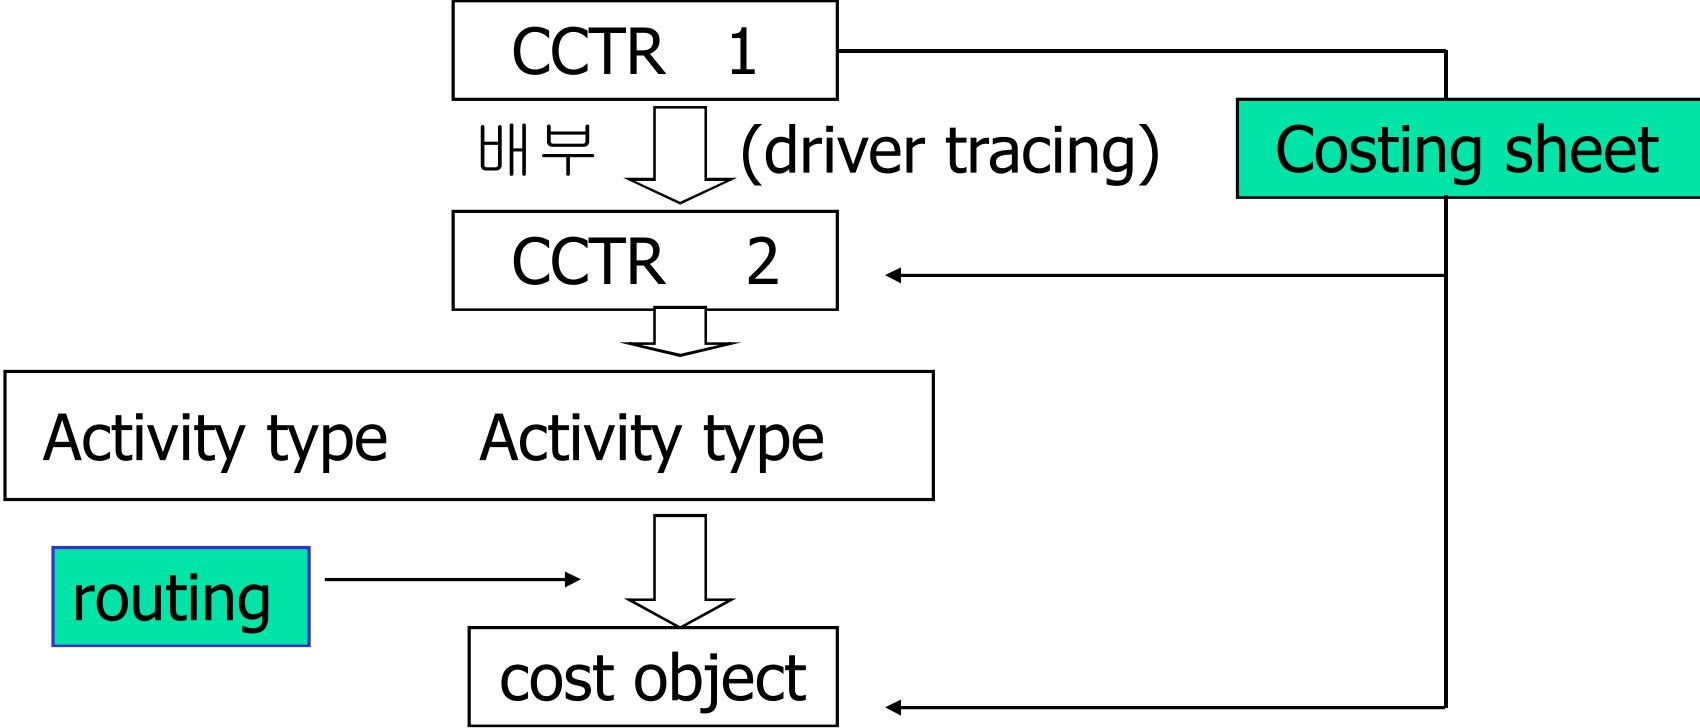 CCTR 1
배부 (driver tracing)
Costing sheet
CCTR 2
Activity type Activity type
routing
cost object